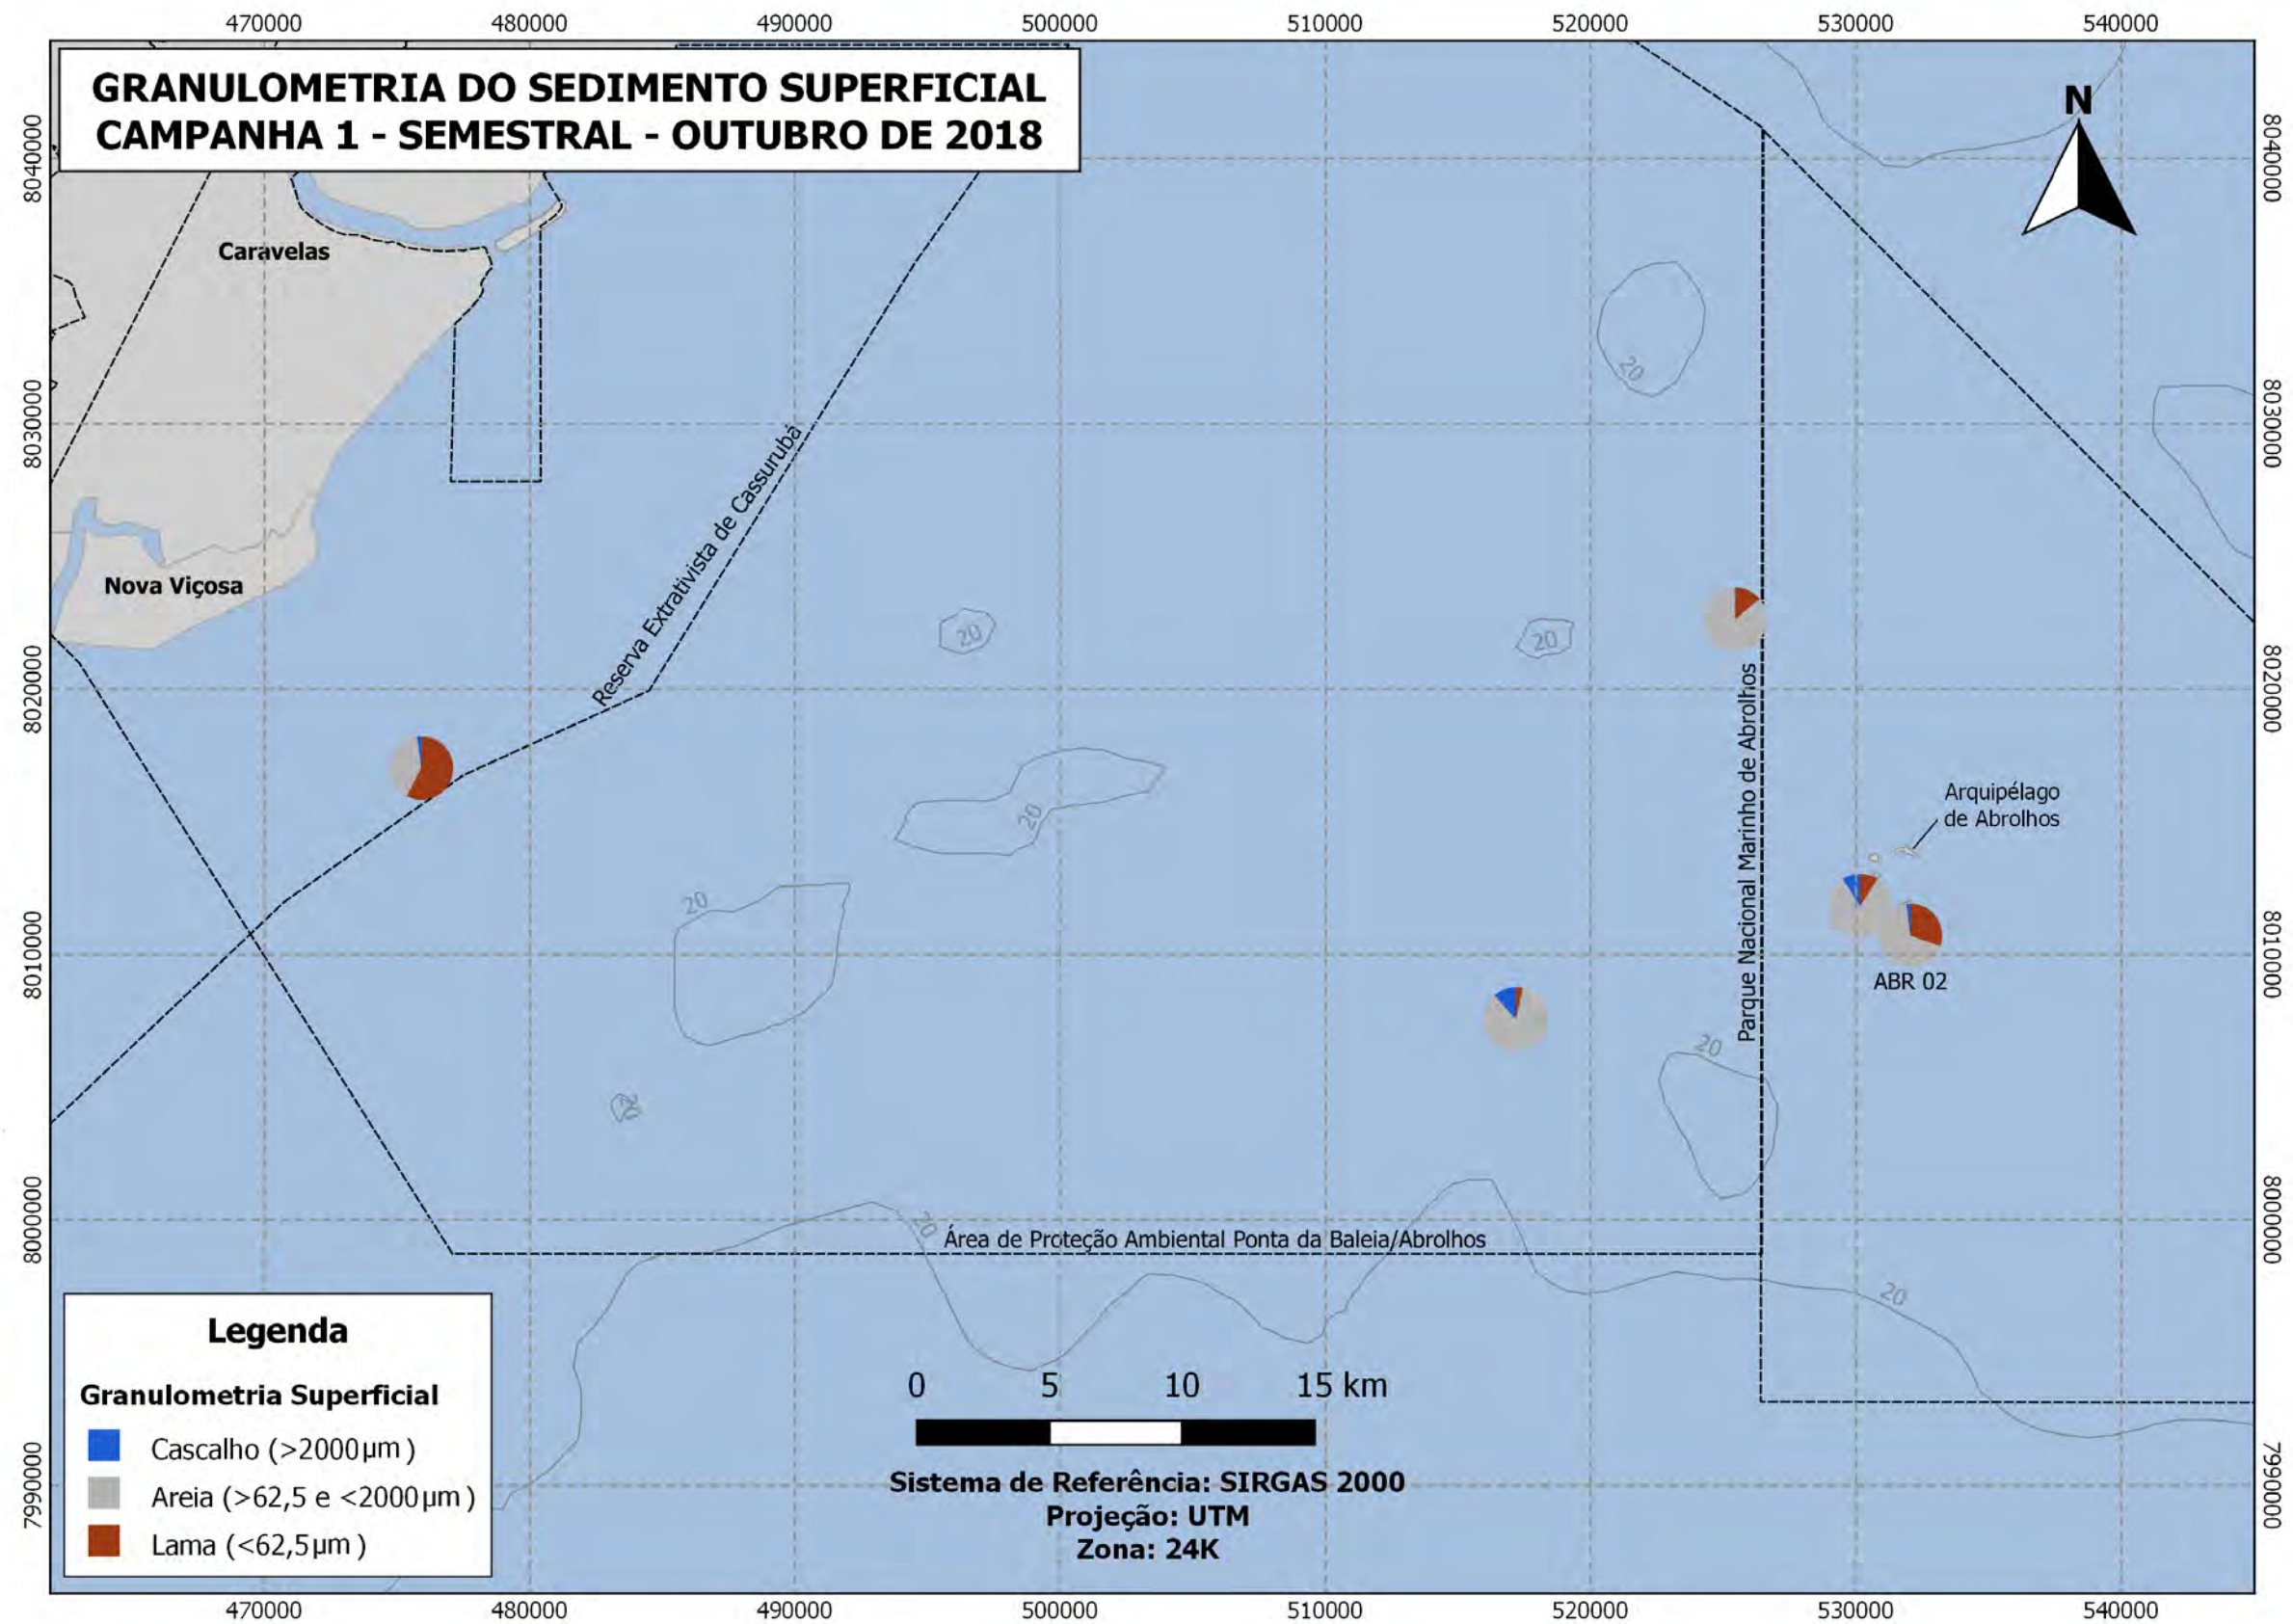 470000 480000 490000 500000 510000 520000 530000 540000
GRANULOMETRIA DO SEDIMENTO SUPERFICIAL
CAMPANHA 1 - SEMESTRAL - OUTUBRO DE 2018
N
8040000
8040000
Caravelas
20
8030000
8030000
Reserva Extrativista de Cassurubá
Nova Viçosa
20
20
8020000
8020000
Parque Nacional Marinho de Abrolhos
Arquipélago
de Abrolhos
20
20
8010000
8010000
ABR 02
20
20
8000000
8000000
20
Área de Proteção Ambiental Ponta da Baleia/Abrolhos
20
Legenda
Granulometria Superficial
Cascalho (>2000µm)
Areia (>62,5 e <2000µm)
Lama (<62,5µm)
0 5 10 15 km
Sistema de Referência: SIRGAS 2000
Projeção: UTM
Zona: 24K
7990000
7990000
470000 480000 490000 500000 510000 520000 530000 540000